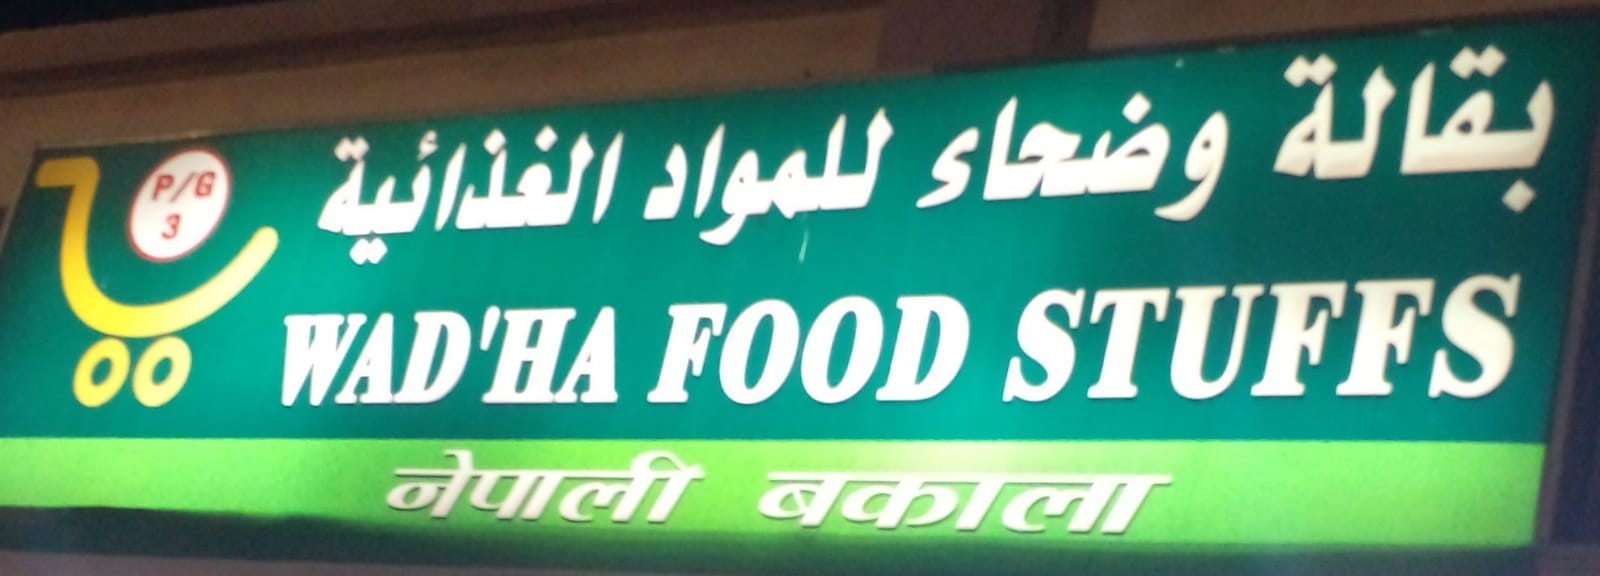 P/G
3
بقالة وضحاء للمواد الغذائية
WAD'HA FOOD STUFFS
नेपाली बकाला